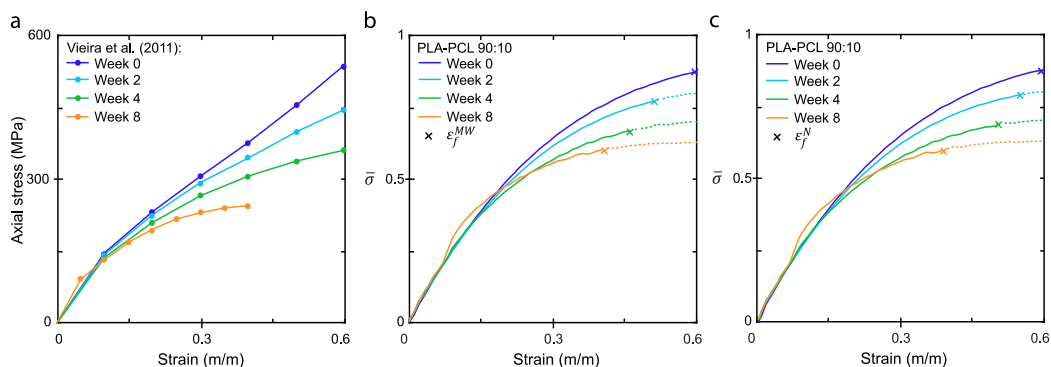 a
Vieira et al. (2011):
Week 0
Week 2
Week 4
Week 8
600
300
0
Axial stress (MPa)
0
0.3
0.6
Strain (m/m)
b
PLA-PCL 90:10
Week 0
Week 2
Week 4
Week 8
× ε_f^{MW}
1
0.5
0
σ̅
0
0.3
0.6
Strain (m/m)
c
PLA-PCL 90:10
Week 0
Week 2
Week 4
Week 8
× ε_f^N
1
0.5
0
σ̅
0
0.3
0.6
Strain (m/m)